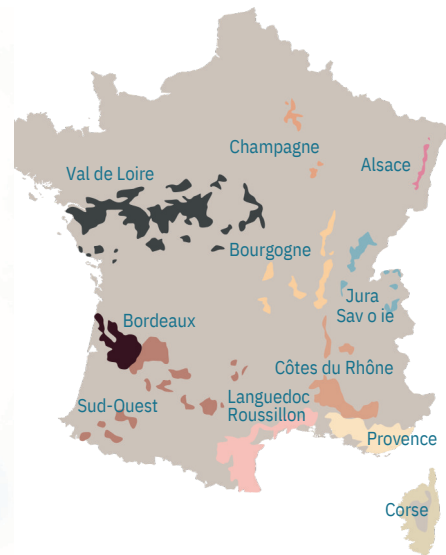 Champagne
Alsace
Val de Loire
Bourgogne
Jura
Sav o ie
Bordeaux
Côtes du Rhône
Sud-Ouest
Languedoc
Roussillon
Provence
Corse